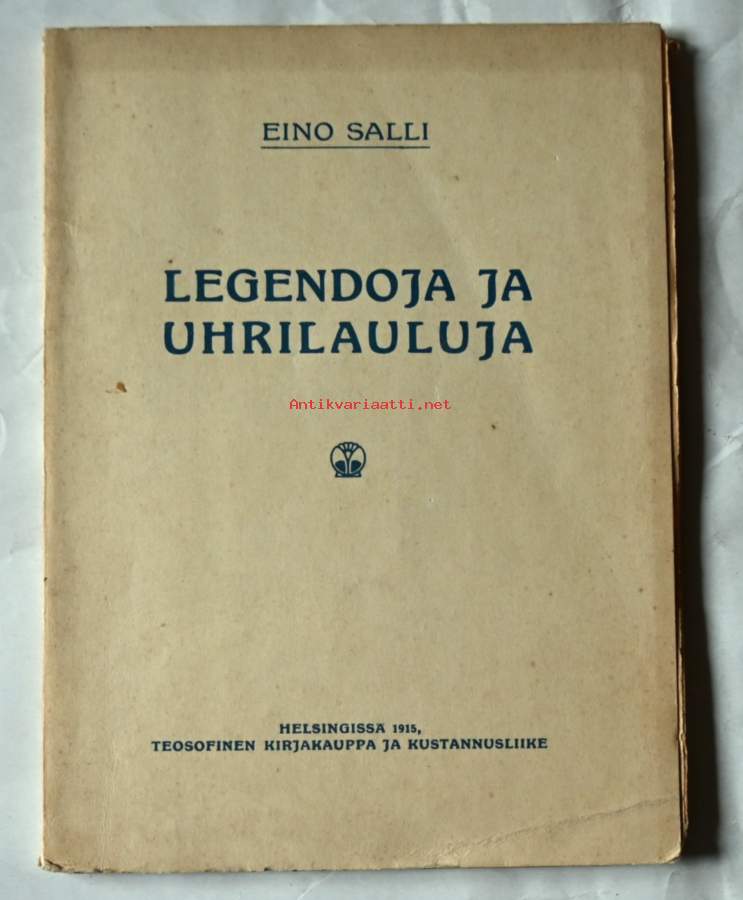 EINO SALLI
LEGENDOJA JA
UHRILAULUJA
Antikvariaatti.net
HELSINGISSÄ 1915,
TEOSOFINEN KIRJAKAUPPA JA KUSTANNUSLIIKE